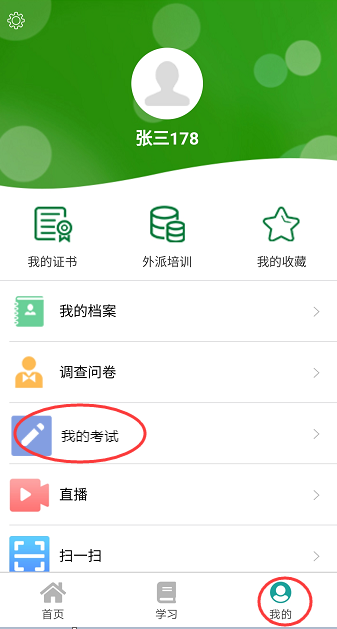 张三178
我的证书
外派培训
我的收藏
我的档案
调查问卷
我的考试
直播
扫一扫
首页
学习
我的